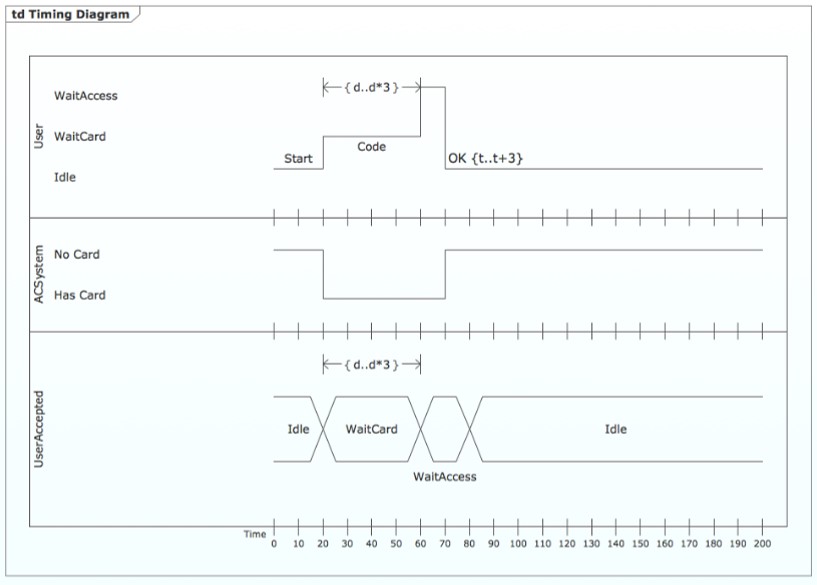 td Timing Diagram
User
WaitAccess
WaitCard
Idle
{ d..d*3 }
Start
Code
OK {t..t+3}
ACSystem
No Card
Has Card
UserAccepted
{ d..d*3 }
Idle
WaitCard
WaitAccess
Idle
Time
0 10 20 30 40 50 60 70 80 90 100 110 120 130 140 150 160 170 180 190 200